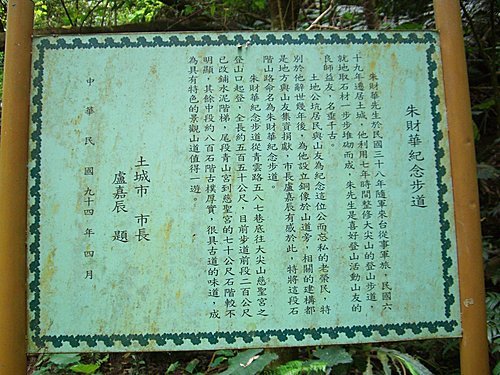 朱財華紀念步道
朱財華先生於民國三十八年隨軍來台從事軍旅，民國六
十九年遷居土城，他利用七年時間整修大尖山的登山步道，
就地取石材一步步堆砌而成，朱先生是喜好登山活動山友的
良師益友，名垂千古。
土地公坑居民與山友為紀念這位公而忘私的老榮民，特
別於他辭世幾年後，為他設立銅像於山道旁，相關的建構都
是地方與山友集資捐獻，市長盧嘉辰有感於此，特將這段石
階山路命名為朱財華紀念步道。
朱財華紀念步道從青雲路五八七巷底往大尖山慈聖宮之
登山口起登，全長約五百五十公尺，目前步道前段二百公尺
已改鋪水泥階梯，尾段青山宮到慈聖宮的七十公尺石階較不
明顯，其餘中段約八百石階古樸厚實，很具古道的味道，成
為具有特色的景觀山道值得一遊。
土城市 市長
盧嘉辰 題
中華民國九十四年四月